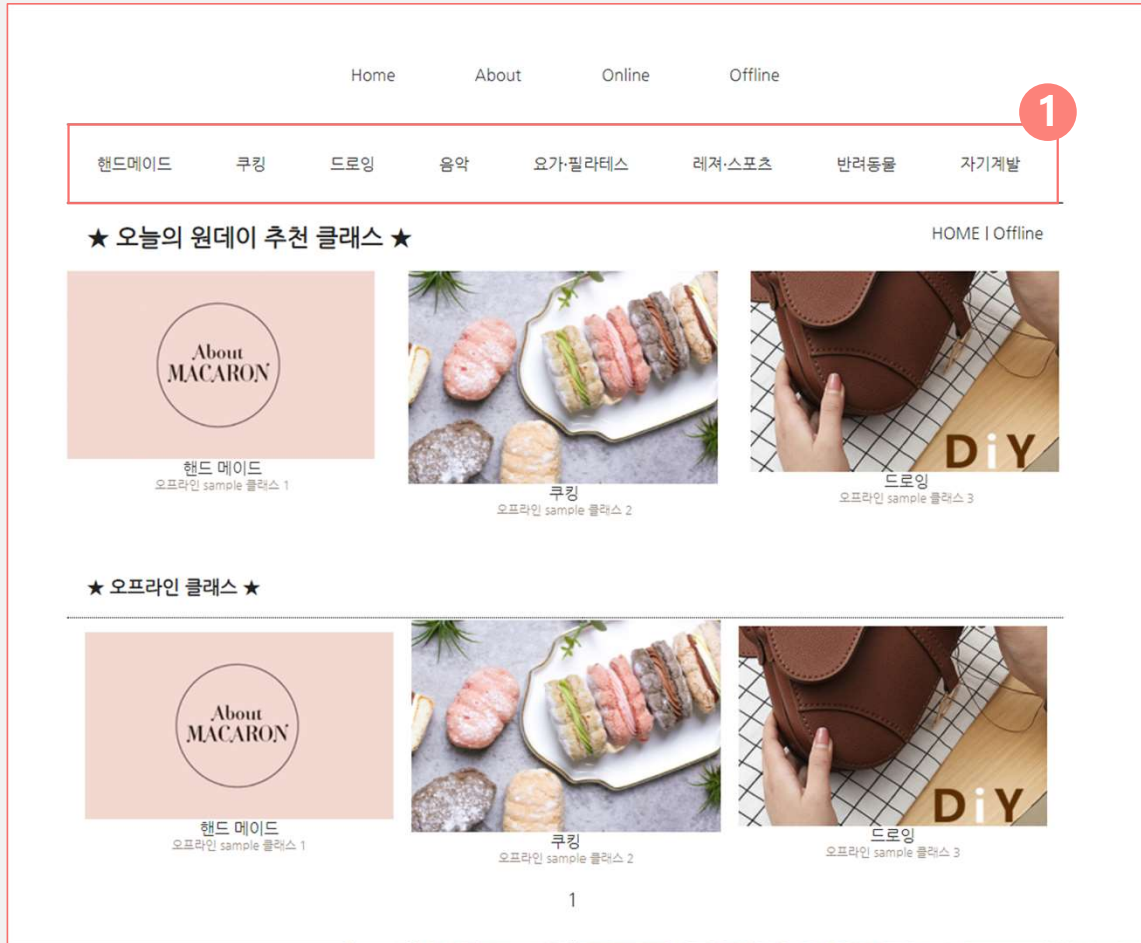 Home About Online Offline
1
핸드메이드 쿠킹 드로잉 음악 요가·필라테스 레져·스포츠 반려동물 자기계발
★ 오늘의 원데이 추천 클래스 ★ HOME | Offline
About
MACARON
DiY
핸드 메이드
오프라인 sample 클래스 1
쿠킹
오프라인 sample 클래스 2
드로잉
오프라인 sample 클래스 3
★ 오프라인 클래스 ★
About
MACARON
DiY
핸드 메이드
오프라인 sample 클래스 1
쿠킹
오프라인 sample 클래스 2
드로잉
오프라인 sample 클래스 3
1